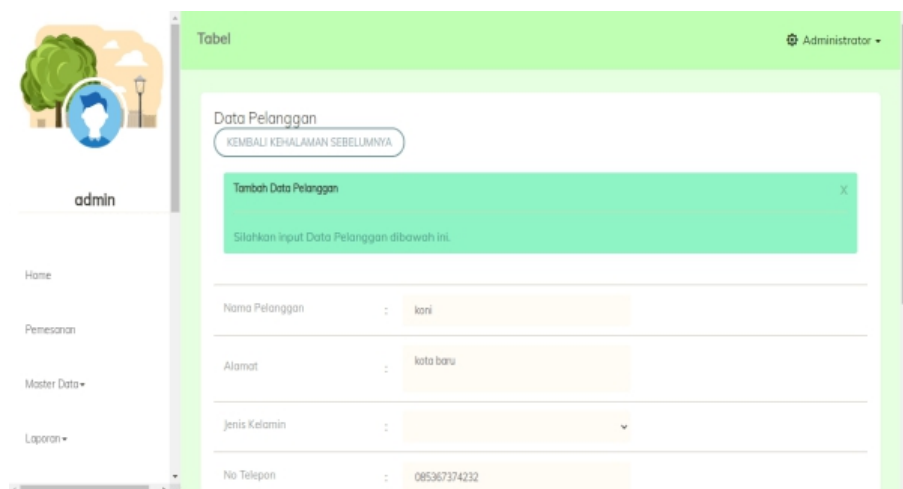 Tabel
Administrator
admin
Home
Pemesanan
Master Data
Laporan
Data Pelanggan
KEMBALI KEHALAMAN SEBELUMNYA
Tambah Data Pelanggan X
Silahkan input Data Pelanggan dibawah ini.
Nama Pelanggan : koni
Alamat : kota baru
Jenis Kelamin :
No Telepon : 085367374232